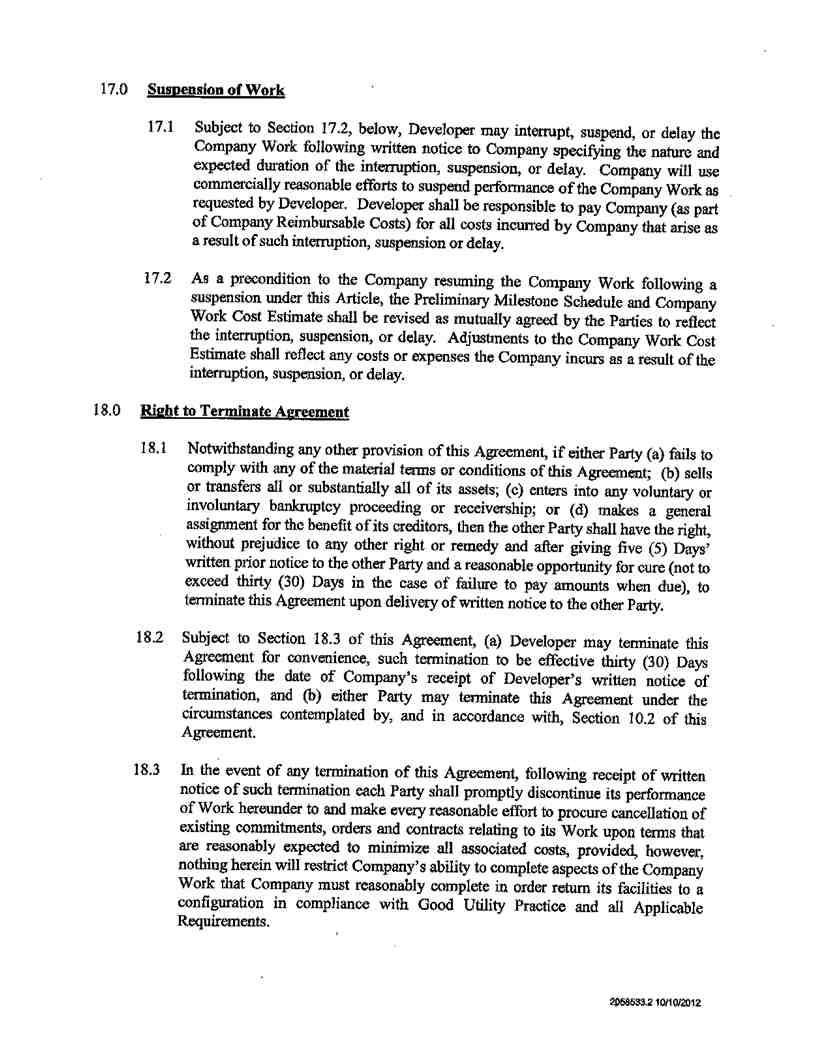 17.0 Suspension of Work
17.1 Subject to Section 17.2, below, Developer may interrupt, suspend, or delay the
Company Work following written notice to Company specifying the nature and
expected duration of the interruption, suspension, or delay. Company will use
commercially reasonable efforts to suspend performance of the Company Work as
requested by Developer. Developer shall be responsible to pay Company (as part
of Company Reimbursable Costs) for all costs incurred by Company that arise as
a result of such interruption, suspension or delay.
17.2 As a precondition to the Company resuming the Company Work following a
suspension under this Article, the Preliminary Milestone Schedule and Company
Work Cost Estimate shall be revised as mutually agreed by the Parties to reflect
the interruption, suspension, or delay. Adjustments to the Company Work Cost
Estimate shall reflect any costs or expenses the Company incurs as a result of the
interruption, suspension, or delay.
18.0 Right to Terminate Agreement
18.1 Notwithstanding any other provision of this Agreement, if either Party (a) fails to
comply with any of the material terms or conditions of this Agreement; (b) sells
or transfers all or substantially all of its assets; (c) enters into any voluntary or
involuntary bankruptcy proceeding or receivership; or (d) makes a general
assignment for the benefit of its creditors, then the other Party shall have the right,
without prejudice to any other right or remedy and after giving five (5) Days'
written prior notice to the other Party and a reasonable opportunity for cure (not to
exceed thirty (30) Days in the case of failure to pay amounts when due), to
terminate this Agreement upon delivery of written notice to the other Party.
18.2 Subject to Section 18.3 of this Agreement, (a) Developer may terminate this
Agreement for convenience, such termination to be effective thirty (30) Days
following the date of Company's receipt of Developer's written notice of
termination, and (b) either Party may terminate this Agreement under the
circumstances contemplated by, and in accordance with, Section 10.2 of this
Agreement.
18.3 In the event of any termination of this Agreement, following receipt of written
notice of such termination each Party shall promptly discontinue its performance
of Work hereunder to and make every reasonable effort to procure cancellation of
existing commitments, orders and contracts relating to its Work upon terms that
are reasonably expected to minimize all associated costs, provided, however,
nothing herein will restrict Company's ability to complete aspects of the Company
Work that Company must reasonably complete in order return its facilities to a
configuration in compliance with Good Utility Practice and all Applicable
Requirements.
2058533.2 10/10/2012